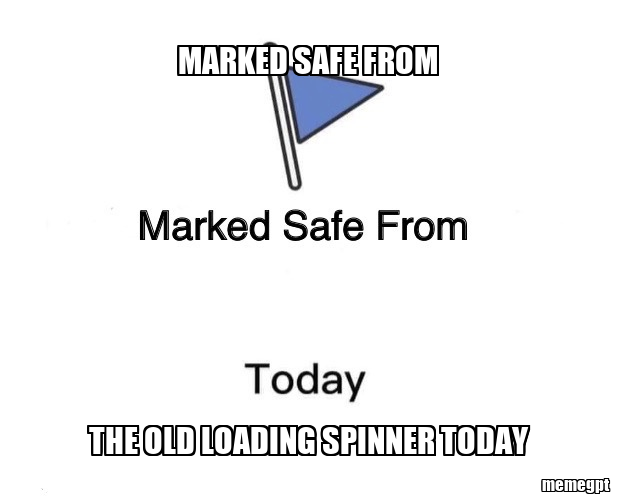 MARKED SAFE FROM
Marked Safe From
Today
THE OLD LOADING SPINNER TODAY
memegpt